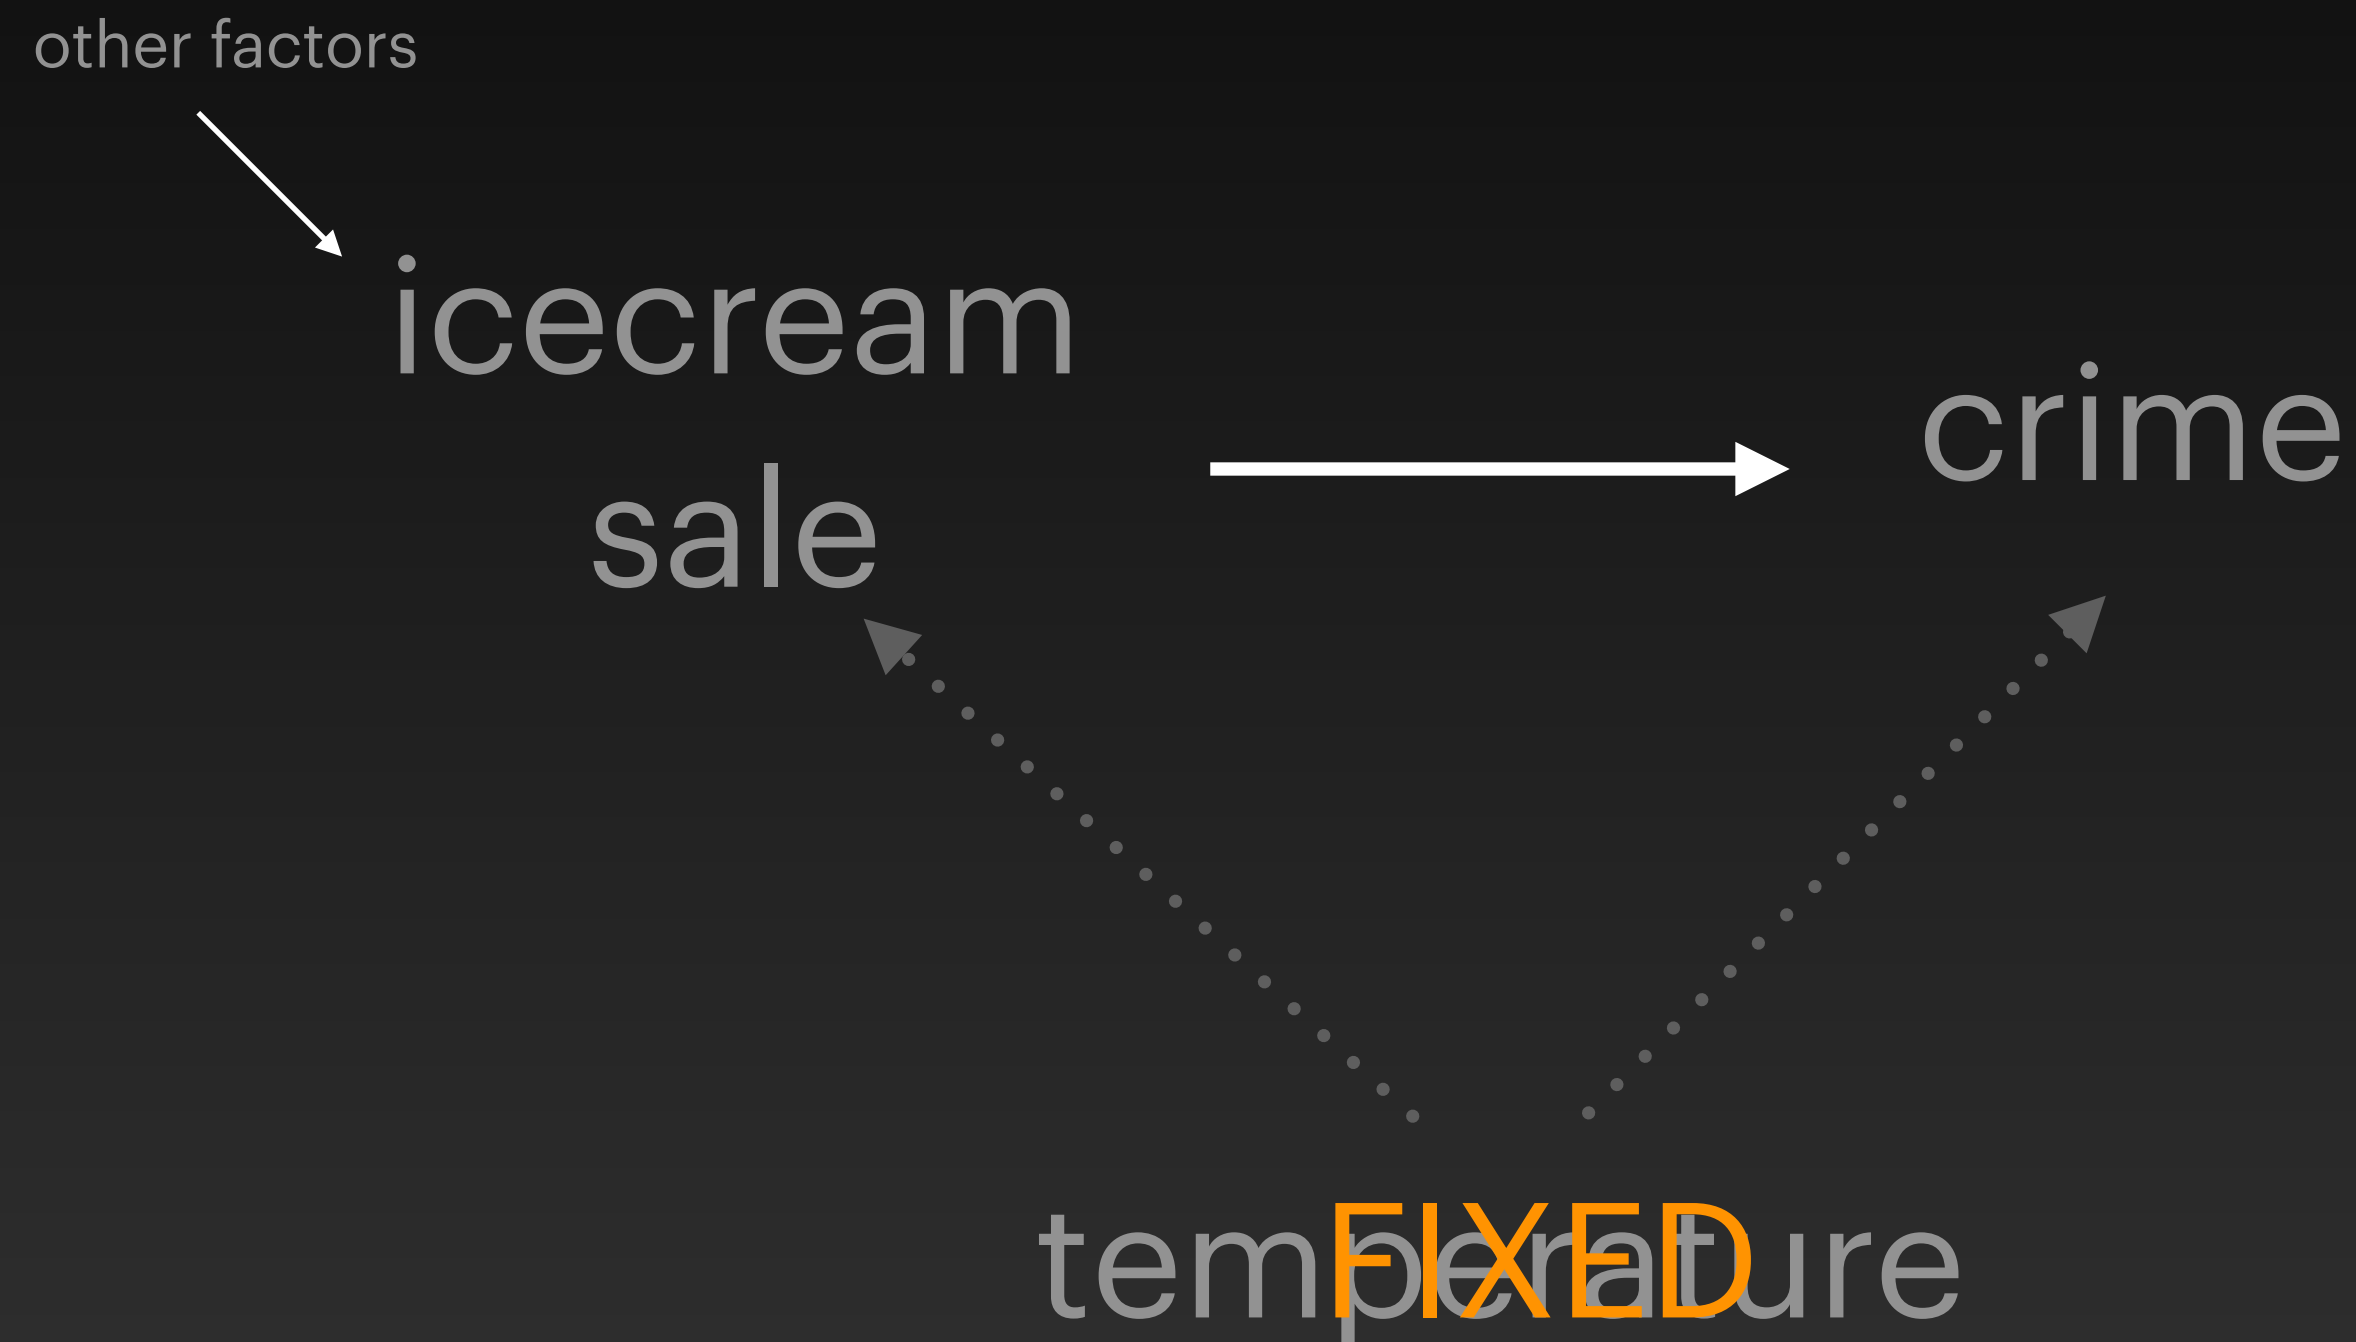 other factors
icecream
sale
crime
temperature
FIXED